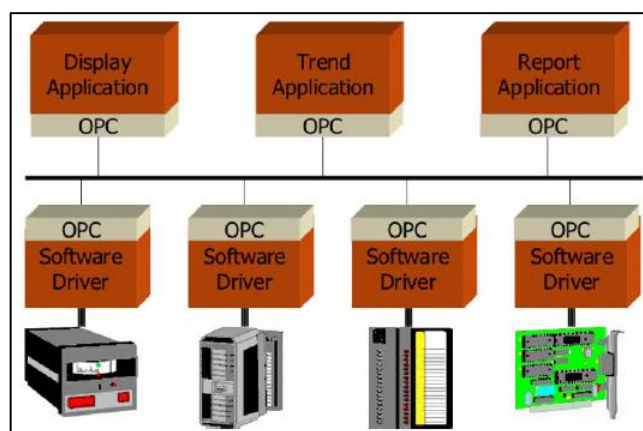 Display
Application
OPC
Trend
Application
OPC
Report
Application
OPC
OPC
Software
Driver
OPC
Software
Driver
OPC
Software
Driver
OPC
Software
Driver